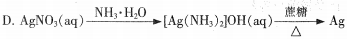 D. AgNO₃(aq) —NH₃·H₂O→ [Ag(NH₃)₂]OH(aq) —蔗糖/△→ Ag